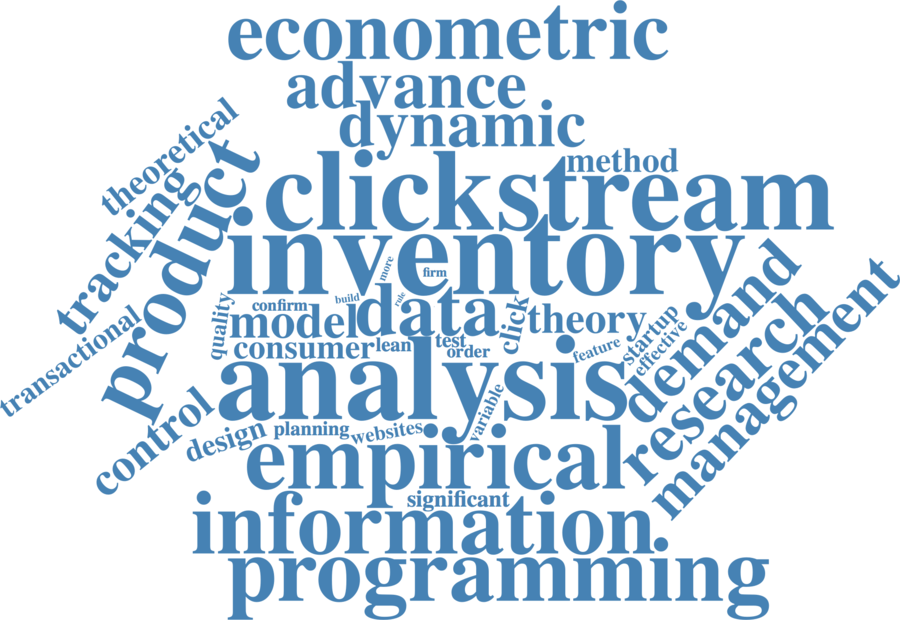 econometric
advance
dynamic
theoretical
method
clickstream
tracking
product
inventory
more
firm
build
rule
confirm
quality
model
data
click
theory
demand
startup
research
management
transactional
consumer
lean
test
order
feature
effective
analysis
variable
control
design
planning
websites
empirical
significant
information
programming